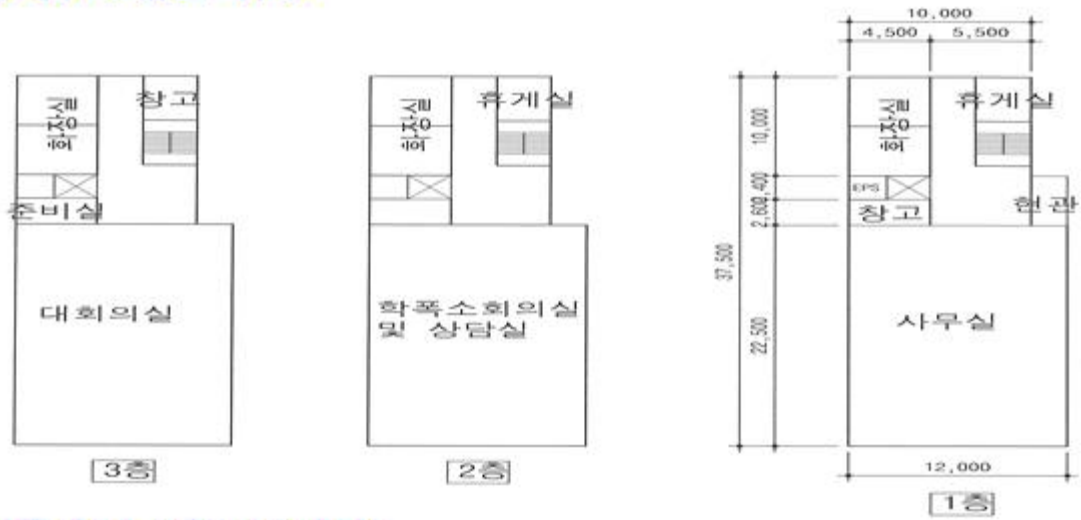 10,000
4,500 5,500
화장실
창고
준비실
대회의실
3층
화장실
휴게실
학폭소회의실
및 상담실
2층
화장실
휴게실
EPS
창고
현관
사무실
10,000
2,600
22,500
37,500
12,000
1층